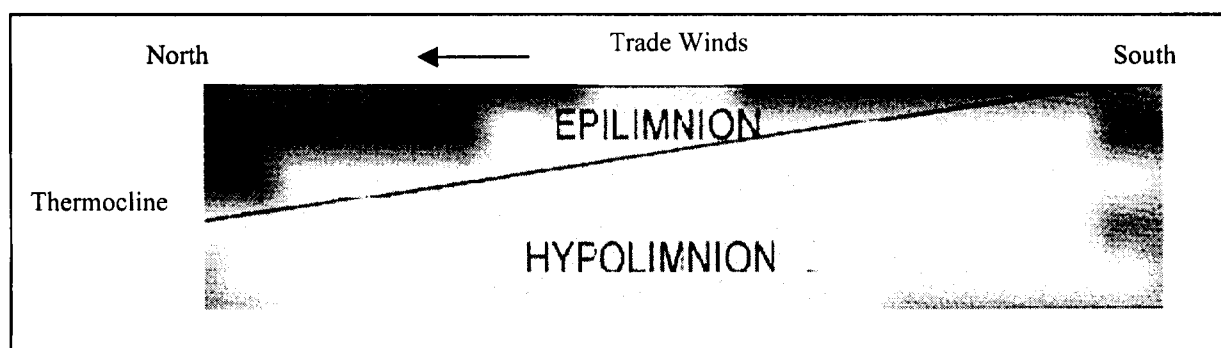 Trade Winds
North
South
EPILIMNION
Thermocline
HYPOLIMNION